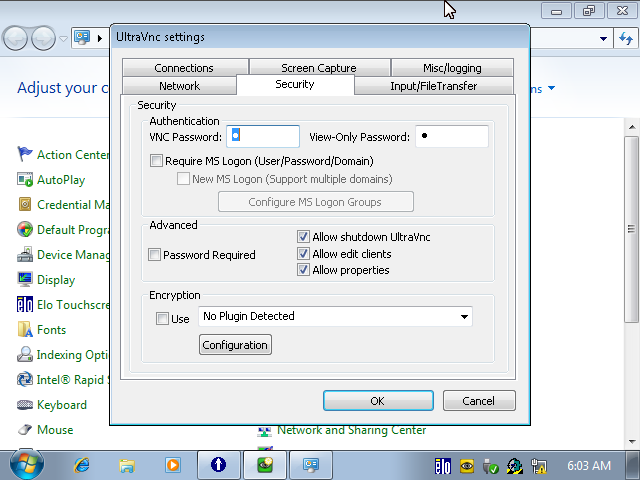 UltraVnc settings
Adjust your c
ns
Connections
Screen Capture
Misc/logging
Network
Security
Input/FileTransfer
Security
Authentication
VNC Password:
View-Only Password:
Require MS Logon (User/Password/Domain)
New MS Logon (Support multiple domains)
Configure MS Logon Groups
Advanced
Password Required
Allow shutdown UltraVnc
Allow edit clients
Allow properties
Encryption
Use
No Plugin Detected
Configuration
OK
Cancel
Action Center
AutoPlay
Credential Ma
Default Progra
Device Manag
Display
Elo Touchscre
Fonts
Indexing Optio
Intel® Rapid S
Keyboard
Mouse
Network and Sharing Center
elo
6:03 AM